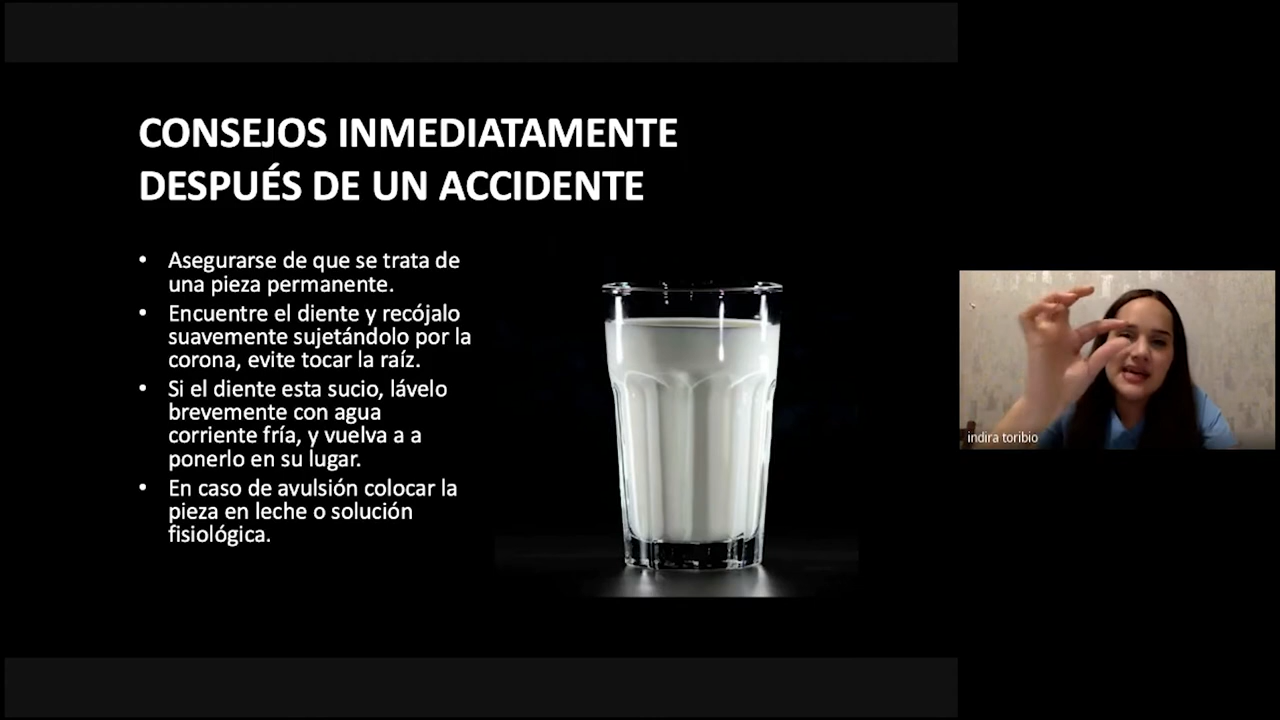 CONSEJOS INMEDIATAMENTE
DESPUÉS DE UN ACCIDENTE
• Asegurarse de que se trata de
una pieza permanente.
• Encuentre el diente y recójalo
suavemente sujetándolo por la
corona, evite tocar la raíz.
• Si el diente esta sucio, lávelo
brevemente con agua
corriente fría, y vuelva a a
ponerlo en su lugar.
• En caso de avulsión colocar la
pieza en leche o solución
fisiológica.
indira toribio